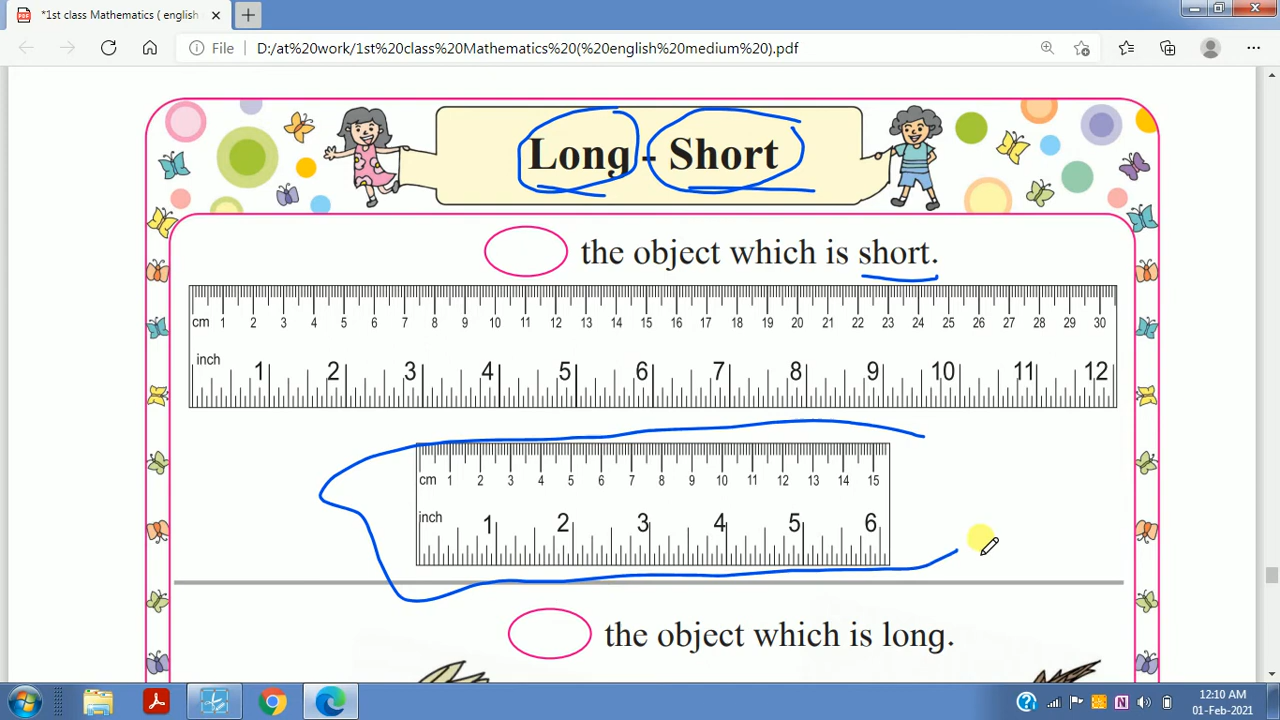 *1st class Mathematics ( english
File
D:/at%20work/1st%20class%20Mathematics%20(%20english%20medium%20).pdf
Long - Short
the object which is short.
cm 1 2 3 4 5 6 7 8 9 10 11 12 13 14 15 16 17 18 19 20 21 22 23 24 25 26 27 28 29 30
inch 1 2 3 4 5 6 7 8 9 10 11 12
cm 1 2 3 4 5 6 7 8 9 10 11 12 13 14 15
inch 1 2 3 4 5 6
the object which is long.
12:10 AM
01-Feb-2021